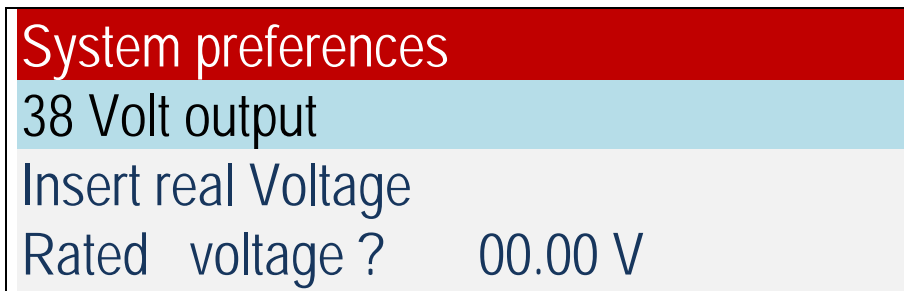 System preferences
38 Volt output
Insert real Voltage
Rated voltage ? 00.00 V